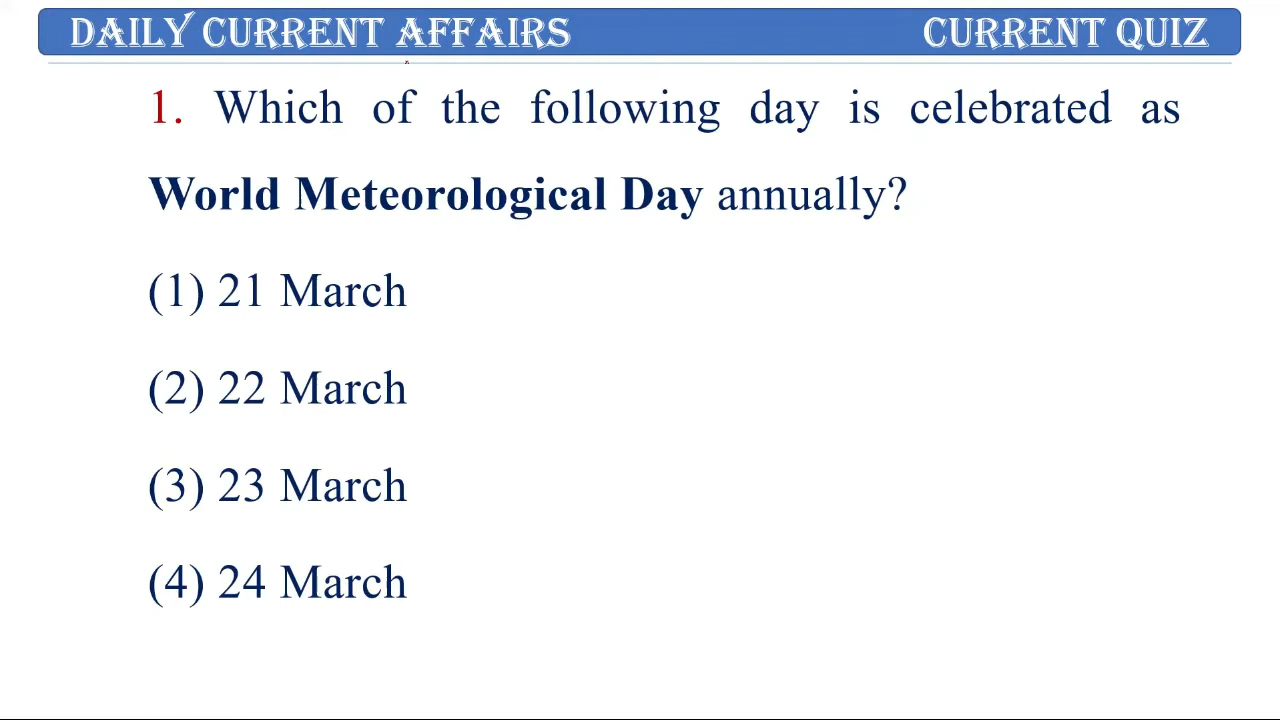 DAILY CURRENT AFFAIRS CURRENT QUIZ
1. Which of the following day is celebrated as
World Meteorological Day annually?
(1) 21 March
(2) 22 March
(3) 23 March
(4) 24 March